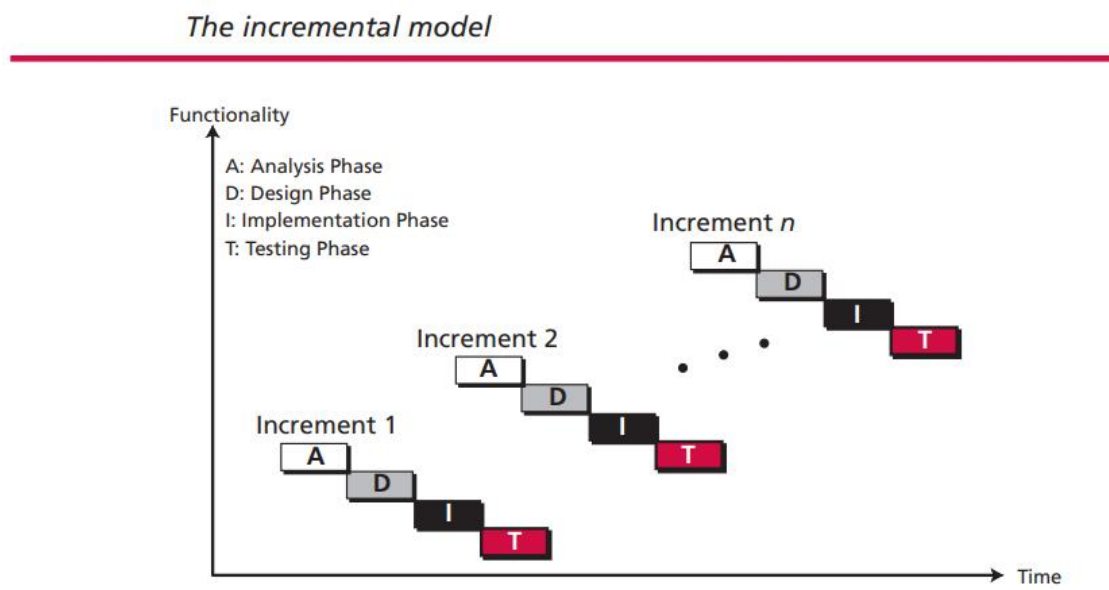 The incremental model
Functionality
A: Analysis Phase
D: Design Phase
I: Implementation Phase
T: Testing Phase
Increment n
A
D
I
T
Increment 2
A
D
I
T
Increment 1
A
D
I
T
Time